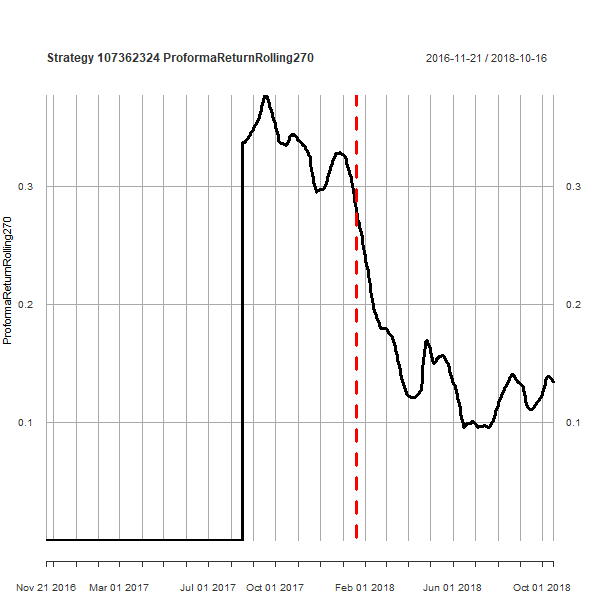 Strategy 107362324 ProformaReturnRolling270
2016-11-21 / 2018-10-16
ProformaReturnRolling270
0.3
0.2
0.1
0.3
0.2
0.1
Nov 21 2016
Mar 01 2017
Jul 01 2017
Oct 01 2017
Feb 01 2018
Jun 01 2018
Oct 01 2018